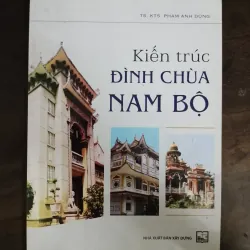 TS. KTS. PHẠM ANH DŨNG
Kiến trúc
ĐÌNH CHÙA
NAM BỘ
NHÀ XUẤT BẢN XÂY DỰNG